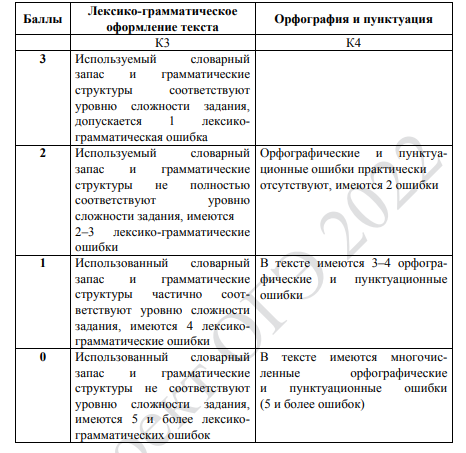 Баллы
Лексико-грамматическое
оформление текста
Орфография и пунктуация
К3
К4
3
Используемый словарный
запас и грамматические
структуры соответствуют
уровню сложности задания,
допускается 1 лексико-
грамматическая ошибка
2
Используемый словарный
запас и грамматические
структуры не полностью
соответствуют уровню
сложности задания, имеются
2–3 лексико-грамматические
ошибки
Орфографические и пунктуа-
ционные ошибки практически
отсутствуют, имеются 2 ошибки
1
Использованный словарный
запас и грамматические
структуры частично соот-
ветствуют уровню сложности
задания, имеются 4 лексико-
грамматические ошибки
В тексте имеются 3–4 орфогра-
фические и пунктуационные
ошибки
0
Использованный словарный
запас и грамматические
структуры не соответствуют
уровню сложности задания,
имеются 5 и более лексико-
грамматических ошибок
В тексте имеются многочис-
ленные орфографические
и пунктуационные ошибки
(5 и более ошибок)
ОГЭ 2022